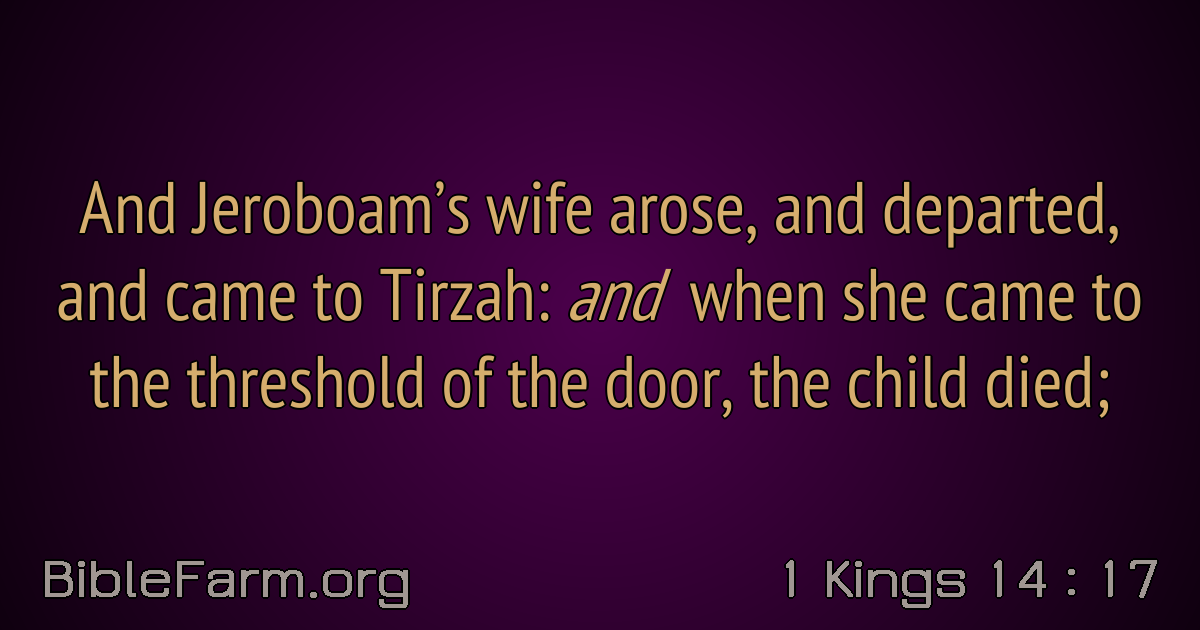 And Jeroboam’s wife arose, and departed,
and came to Tirzah: and when she came to
the threshold of the door, the child died;
BibleFarm.org
1 Kings 14 : 17